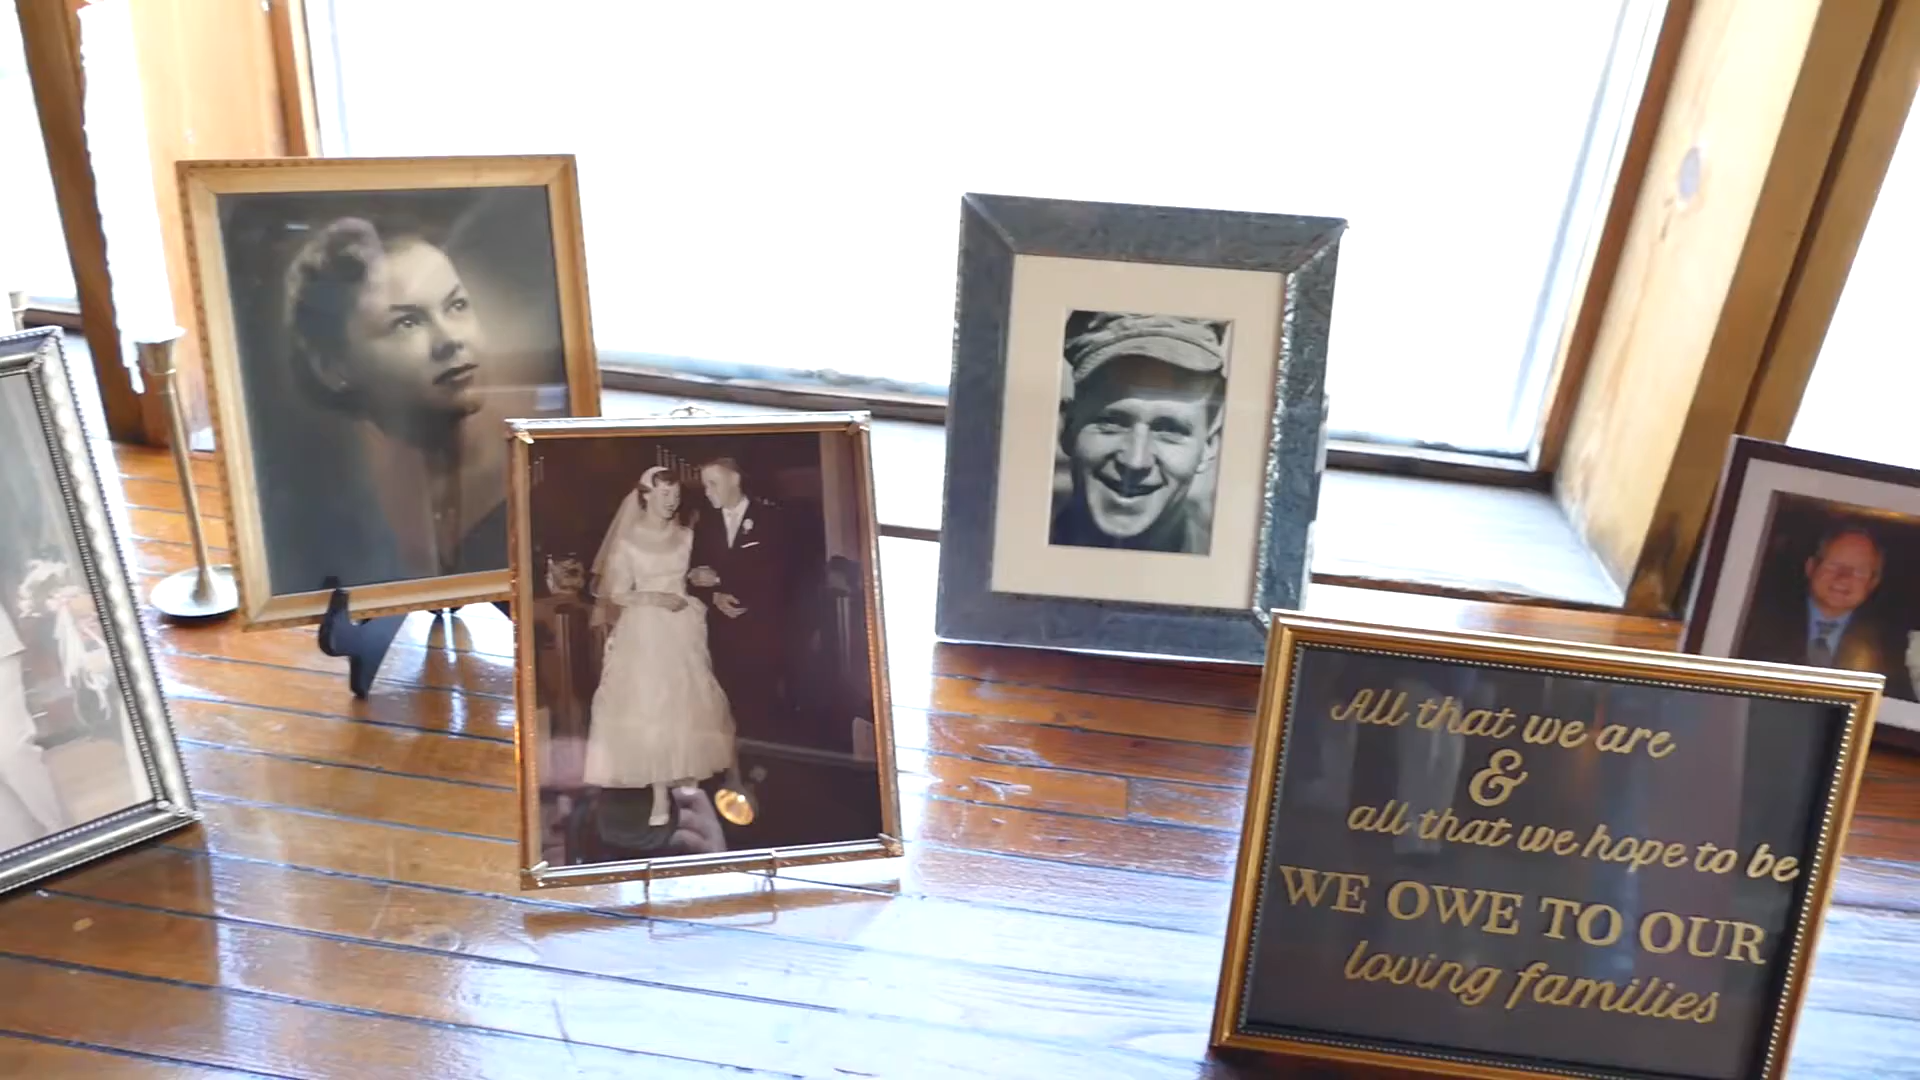 All that we are
&
all that we hope to be
WE OWE TO OUR
loving families